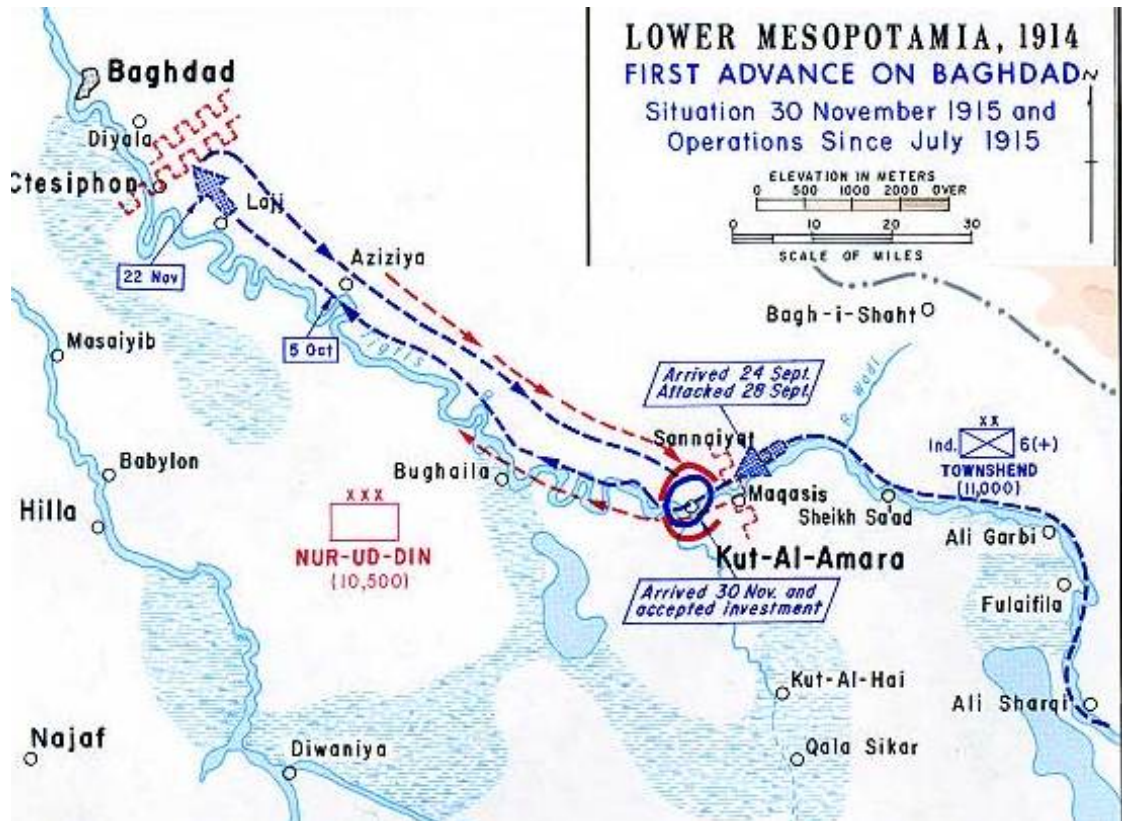 LOWER MESOPOTAMIA, 1914
FIRST ADVANCE ON BAGHDAD
Situation 30 November 1915 and
Operations Since July 1915
N
ELEVATION IN METERS
0 500 1000 2000 OVER
0 10 20 30
SCALE OF MILES
Baghdad
Diyala
Ctesiphon
Lajj
22 Nov
Aziziya
5 Oct
Tigris R
Masaiyib
Bagh-i-Shaht
R. Wadi
Arrived 24 Sept.
Attacked 28 Sept.
Sannaiyat
XX
Ind. 6(+)
TOWNSHEND
(11,000)
Babylon
Bughaila
Maqasis
Sheikh Sa'ad
Hilla
XXX
NUR-UD-DIN
(10,500)
Kut-Al-Amara
Ali Garbi
Arrived 30 Nov. and
accepted investment
Fulaifila
Kut-Al-Hai
Ali Sharqi
Najaf
Diwaniya
Qala Sikar